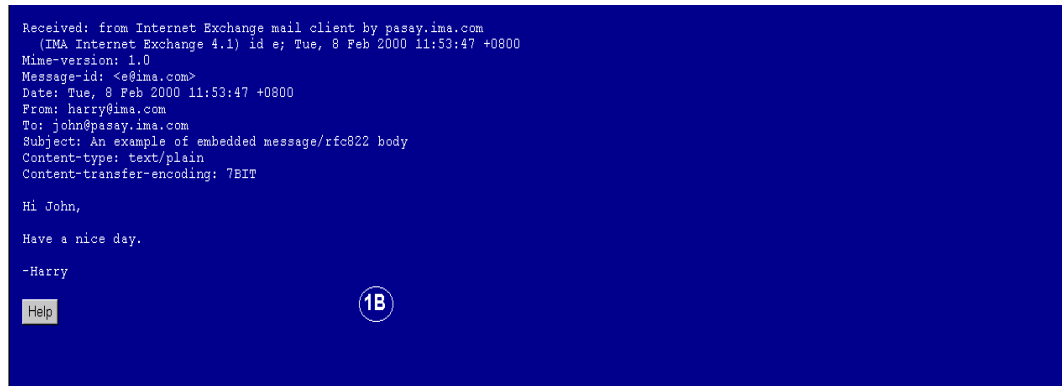 Received: from Internet Exchange mail client by pasay.ima.com
(IMA Internet Exchange 4.1) id e; Tue, 8 Feb 2000 11:53:47 +0800
Mime-version: 1.0
Message-id: <e@ima.com>
Date: Tue, 8 Feb 2000 11:53:47 +0800
From: harry@ima.com
To: john@pasay.ima.com
Subject: An example of embedded message/rfc822 body
Content-type: text/plain
Content-transfer-encoding: 7BIT
Hi John,
Have a nice day.
-Harry
1B
Help